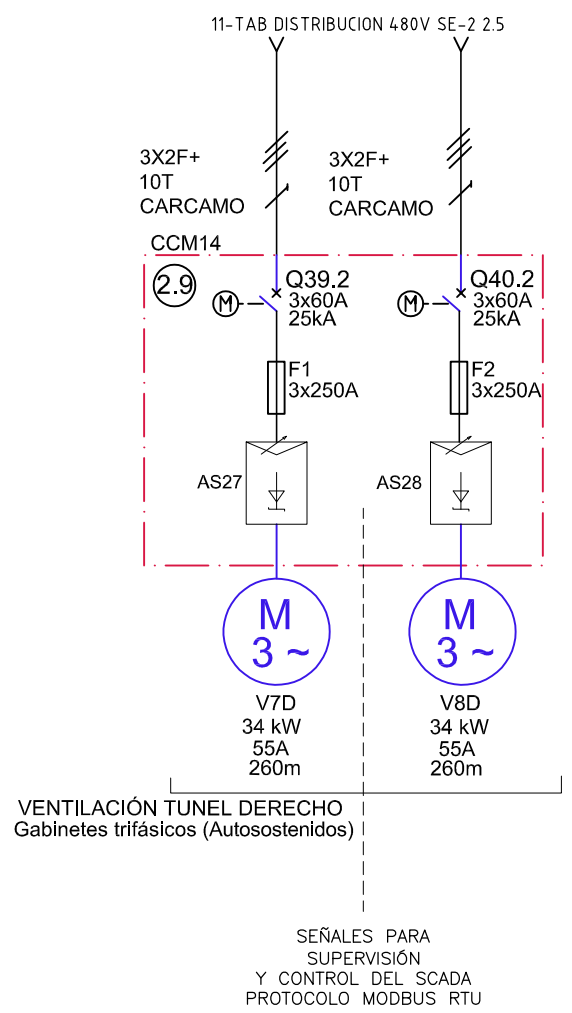 11-TAB DISTRIBUCION 480V SE-2 2.5
3X2F+
10T
CARCAMO
3X2F+
10T
CARCAMO
CCM14
2.9
M
Q39.2
3x60A
25kA
M
Q40.2
3x60A
25kA
F1
3x250A
F2
3x250A
AS27
AS28
M
3 ~
M
3 ~
V7D
34 kW
55A
260m
V8D
34 kW
55A
260m
VENTILACIÓN TUNEL DERECHO
Gabinetes trifásicos (Autosostenidos)
SEÑALES PARA
SUPERVISIÓN
Y CONTROL DEL SCADA
PROTOCOLO MODBUS RTU